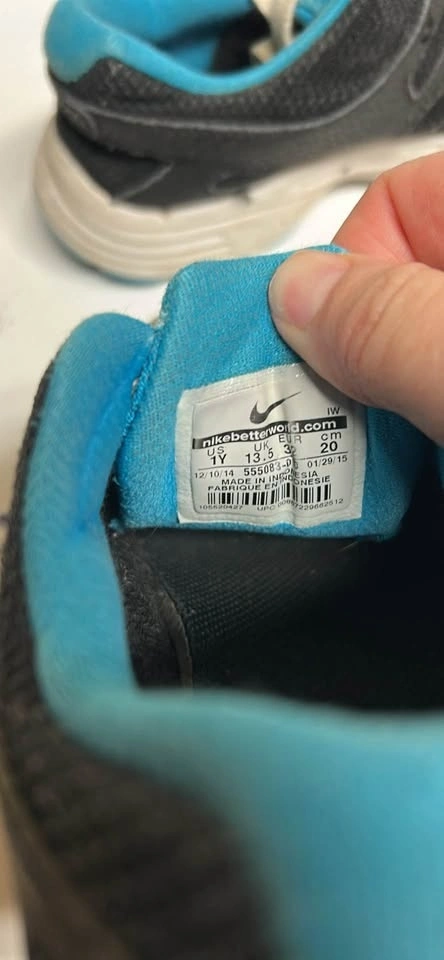 IW
nikebetterworld.com
US UK EUR cm
1Y 13.5 32 20
12/10/14 01/29/15
MADE IN INDONESIA
FABRIQUE EN INDONESIE
UPC